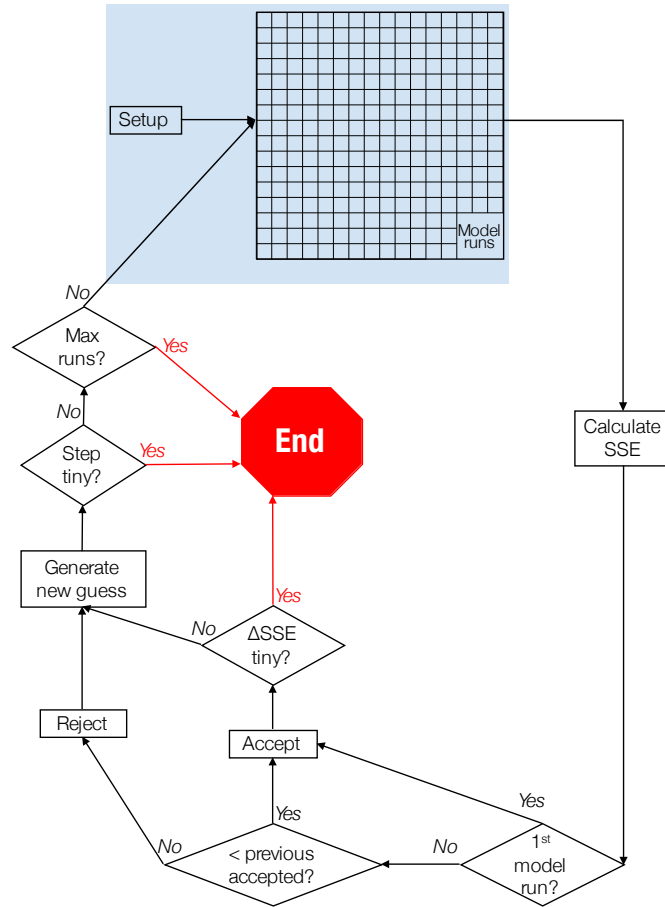 Setup
Model
runs
No
Max
runs?
Yes
No
End
Calculate
SSE
Step
tiny?
Yes
Generate
new guess
Yes
No
ΔSSE
tiny?
Reject
Accept
Yes
Yes
No
< previous
accepted?
No
1st
model
run?